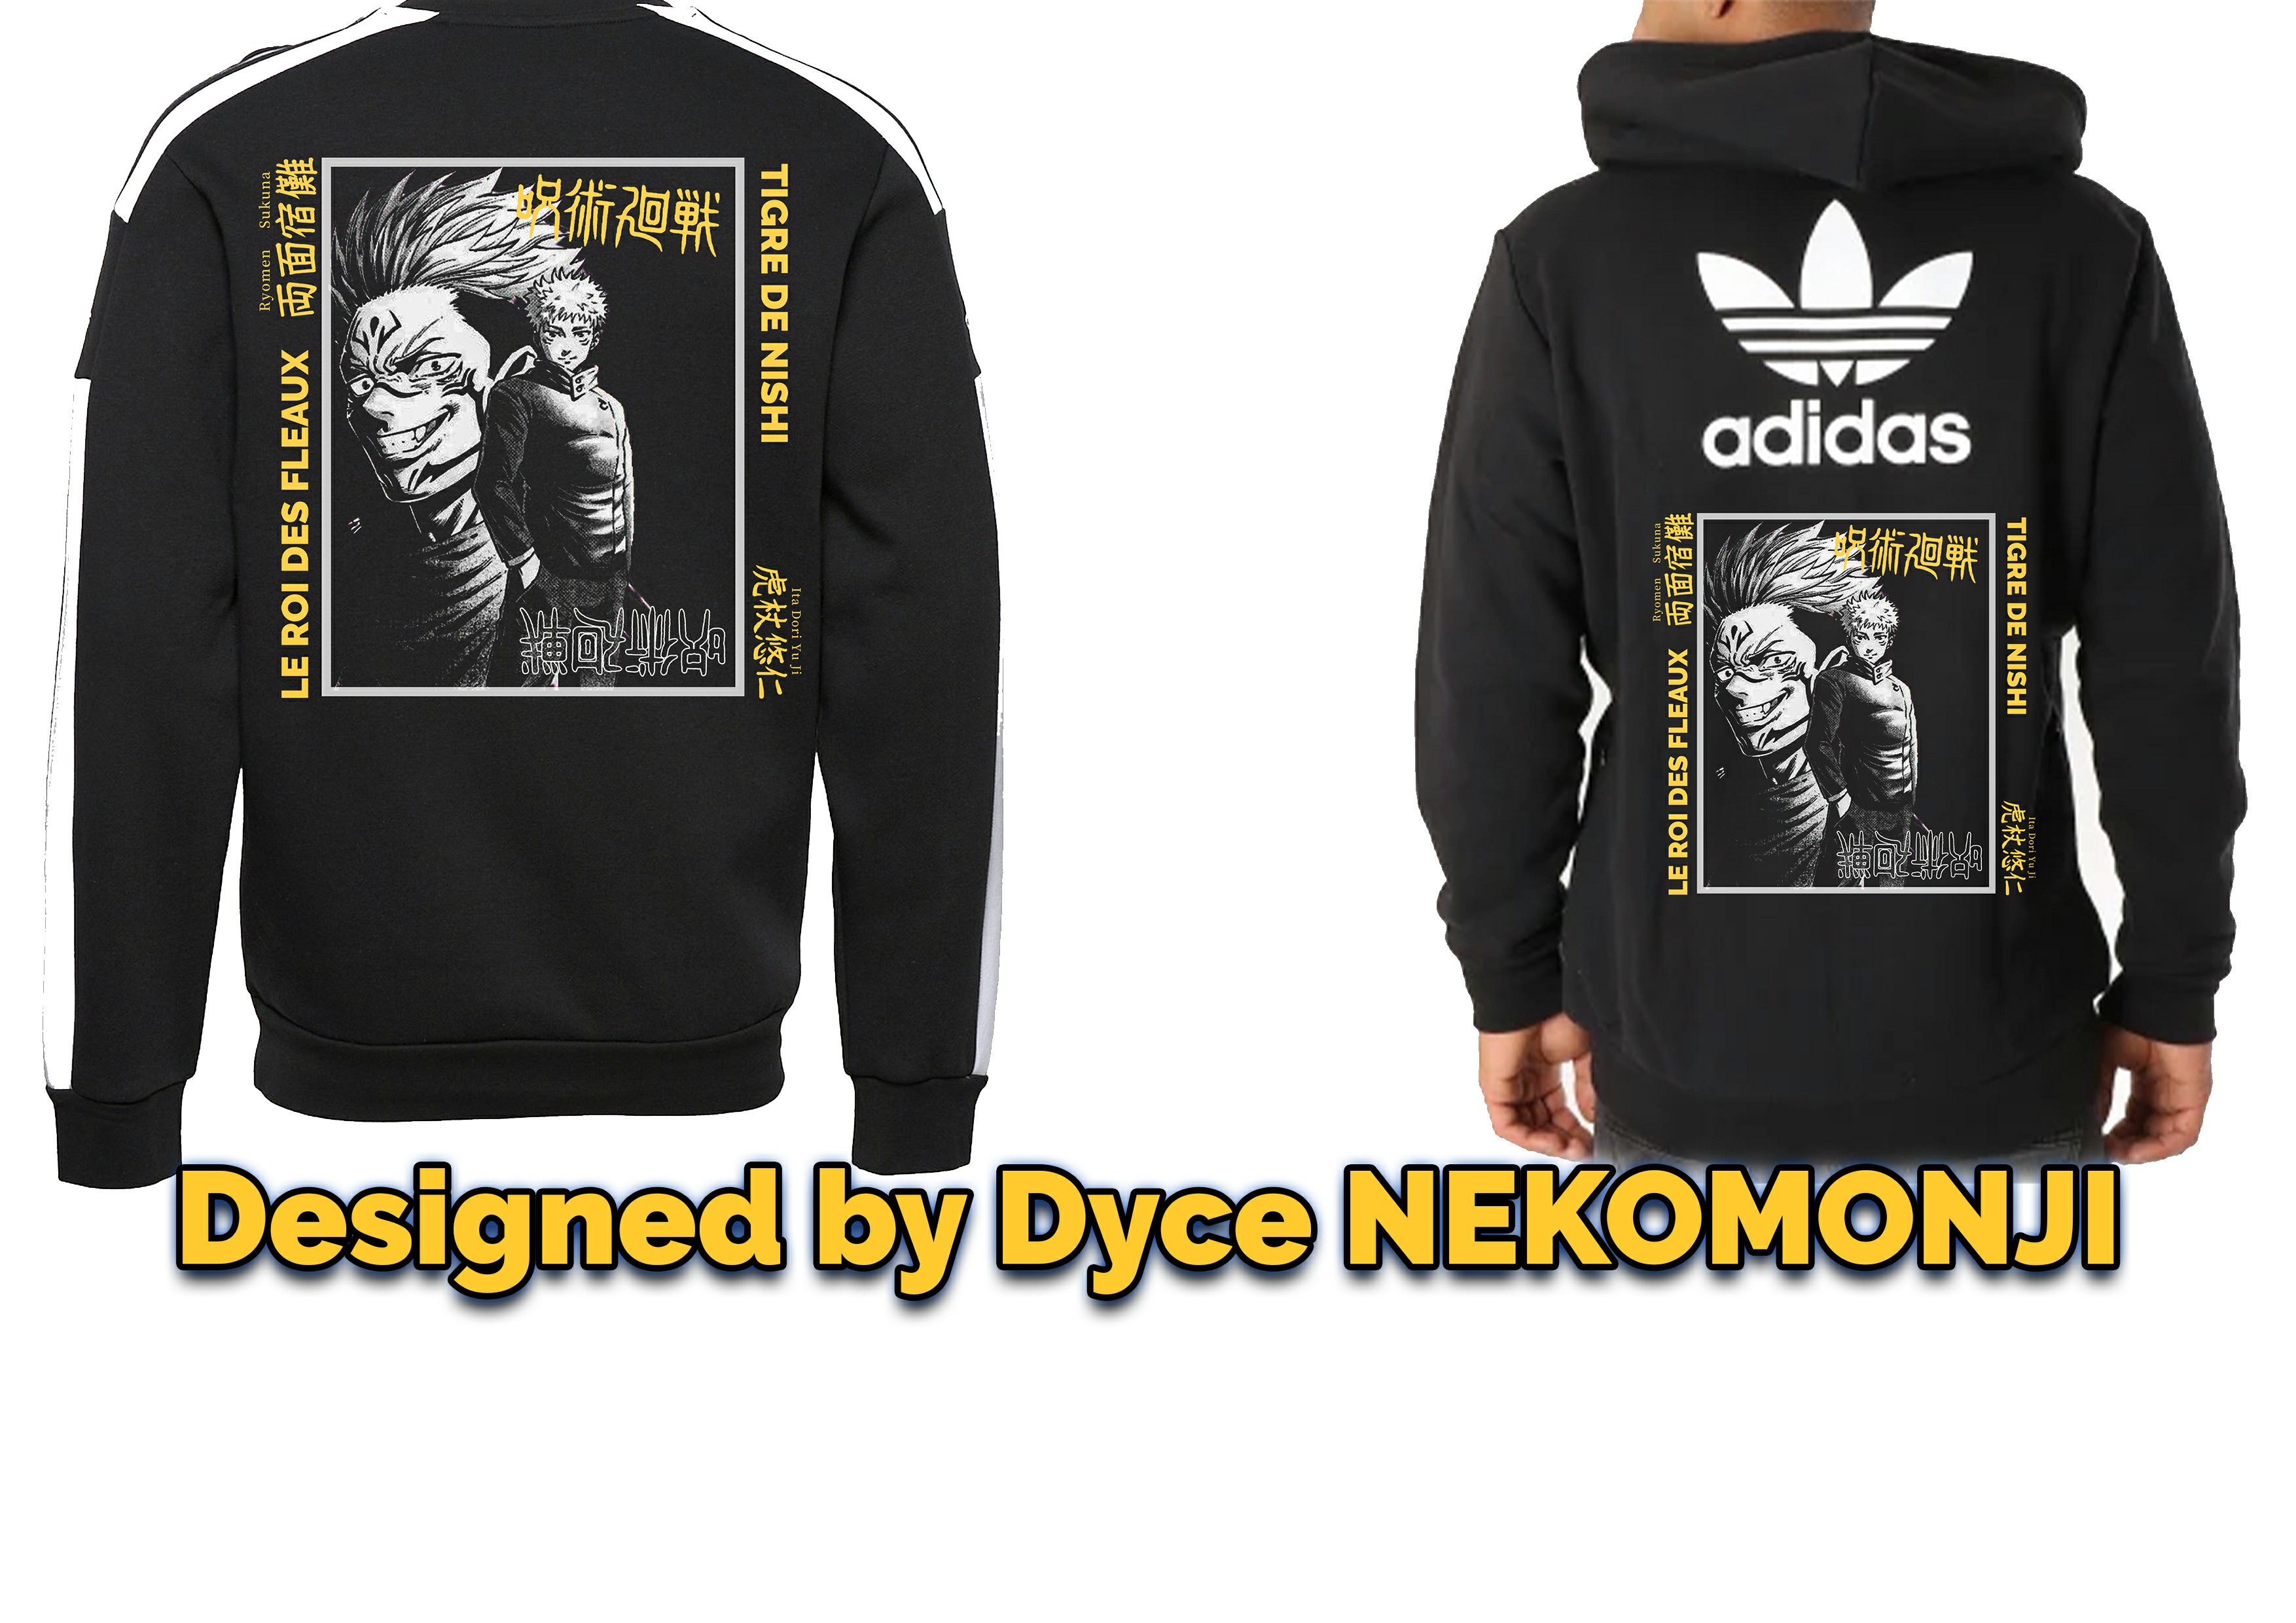 Ryomen Sukuna
両面宿儺
LE ROI DES FLEAUX
呪術廻戦
呪術廻戦
TIGRE DE NISHI
虎杖悠仁
Ita Dori Yu Ji
adidas
Ryomen Sukuna
両面宿儺
LE ROI DES FLEAUX
呪術廻戦
呪術廻戦
TIGRE DE NISHI
虎杖悠仁
Ita Dori Yu Ji
Designed by Dyce NEKOMONJI